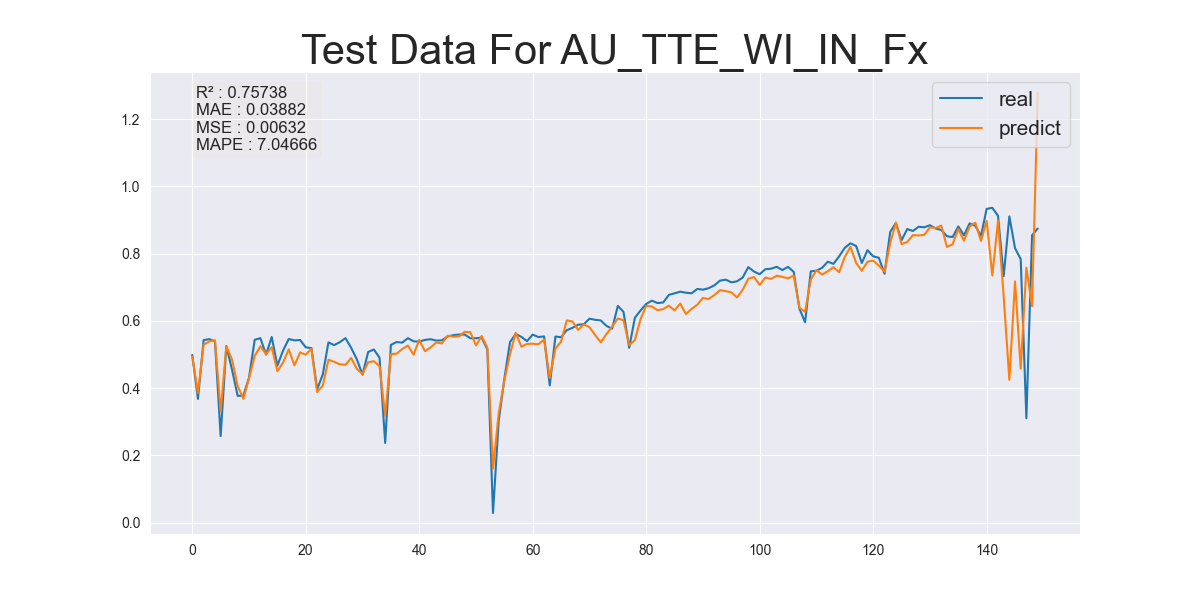 Test Data For AU_TTE_WI_IN_Fx
R² : 0.75738
MAE : 0.03882
MSE : 0.00632
MAPE : 7.04666
real
predict
1.2
1.0
0.8
0.6
0.4
0.2
0.0
0 20 40 60 80 100 120 140